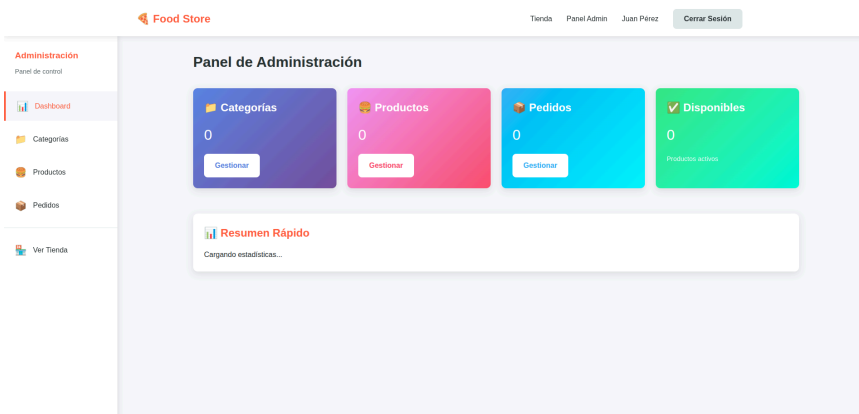 🍕 Food Store
Tienda Panel Admin Juan Pérez Cerrar Sesión
Administración
Panel de control
📊 Dashboard
📁 Categorías
🍔 Productos
📦 Pedidos
🏪 Ver Tienda
Panel de Administración
📁 Categorías
0
Gestionar
🍔 Productos
0
Gestionar
📦 Pedidos
0
Gestionar
✅ Disponibles
0
Productos activos
📊 Resumen Rápido
Cargando estadísticas...